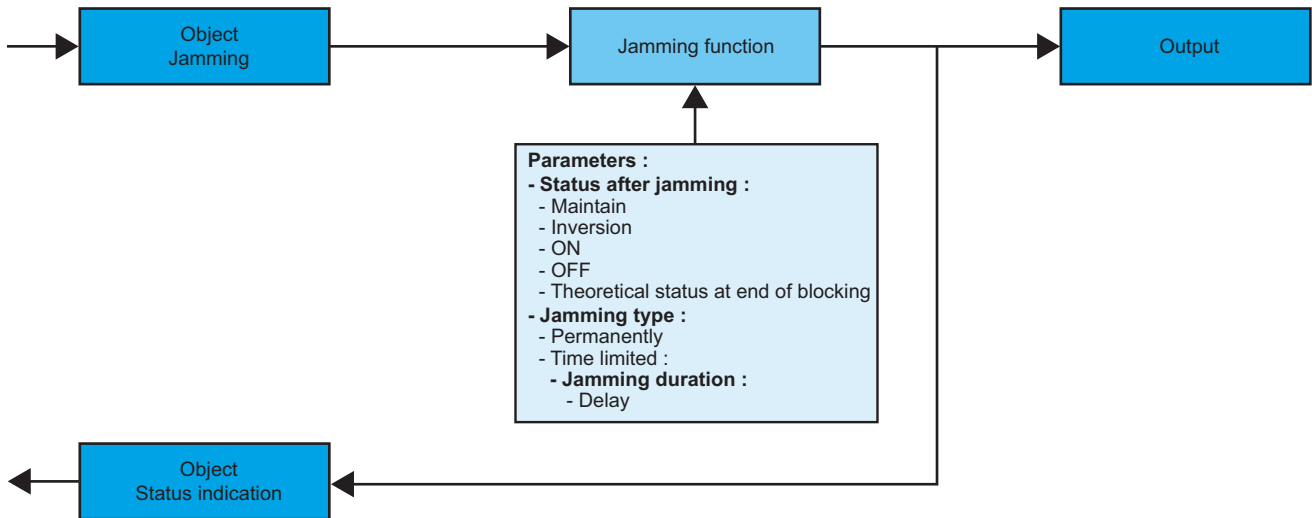 Object
Jamming
Jamming function
Output
Parameters :
- Status after jamming :
- Maintain
- Inversion
- ON
- OFF
- Theoretical status at end of blocking
- Jamming type :
- Permanently
- Time limited :
- Jamming duration :
- Delay
Object
Status indication